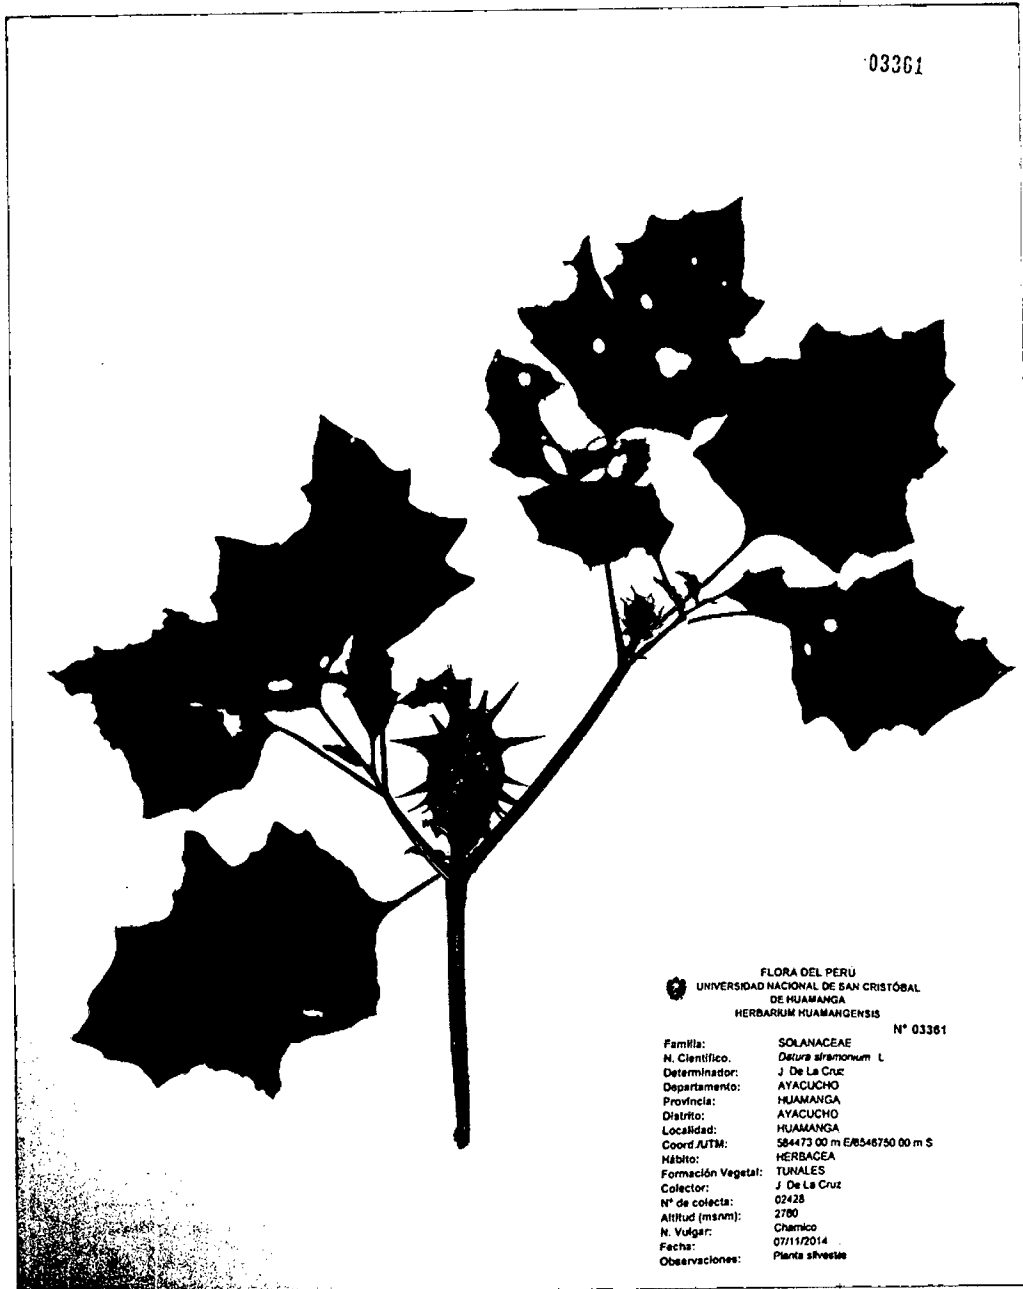 03361
FLORA DEL PERÚ
UNIVERSIDAD NACIONAL DE SAN CRISTÓBAL
DE HUAMANGA
HERBARIUM HUAMANGENSIS
N° 03361
Familia: SOLANACEAE
N. Científico. Datura stramonium L
Determinador: J. De La Cruz
Departamento: AYACUCHO
Provincia: HUAMANGA
Distrito: AYACUCHO
Localidad: HUAMANGA
Coord./UTM: 584473 00 m E/8546750 00 m S
Hábito: HERBACEA
Formación Vegetal: TUNALES
Colector: J. De La Cruz
N° de colecta: 02428
Altitud (msnm): 2780
N. Vulgar: Chamico
Fecha: 07/11/2014
Observaciones: Planta silvestre